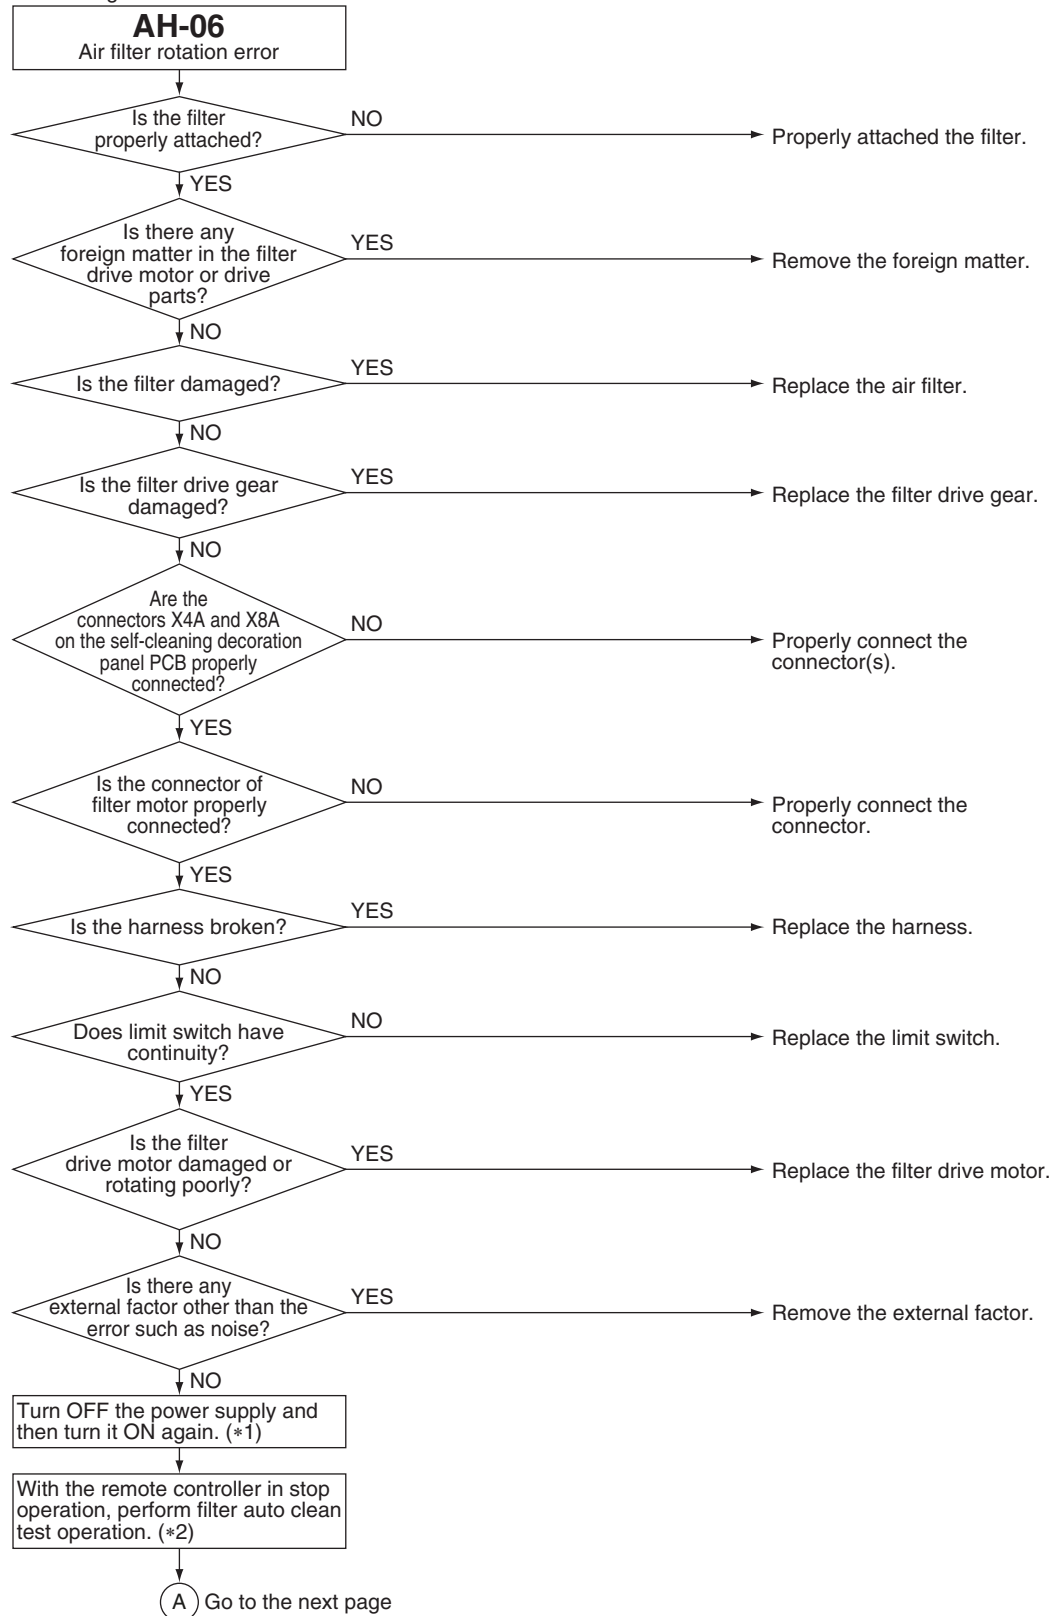 AH-06
Air filter rotation error
Is the filter
properly attached?
NO
Properly attached the filter.
YES
Is there any
foreign matter in the filter
drive motor or drive
parts?
YES
Remove the foreign matter.
NO
Is the filter damaged?
YES
Replace the air filter.
NO
Is the filter drive gear
damaged?
YES
Replace the filter drive gear.
NO
Are the
connectors X4A and X8A
on the self-cleaning decoration
panel PCB properly
connected?
NO
Properly connect the
connector(s).
YES
Is the connector of
filter motor properly
connected?
NO
Properly connect the
connector.
YES
Is the harness broken?
YES
Replace the harness.
NO
Does limit switch have
continuity?
NO
Replace the limit switch.
YES
Is the filter
drive motor damaged or
rotating poorly?
YES
Replace the filter drive motor.
NO
Is there any
external factor other than the
error such as noise?
YES
Remove the external factor.
NO
Turn OFF the power supply and
then turn it ON again. (*1)
With the remote controller in stop
operation, perform filter auto clean
test operation. (*2)
A Go to the next page